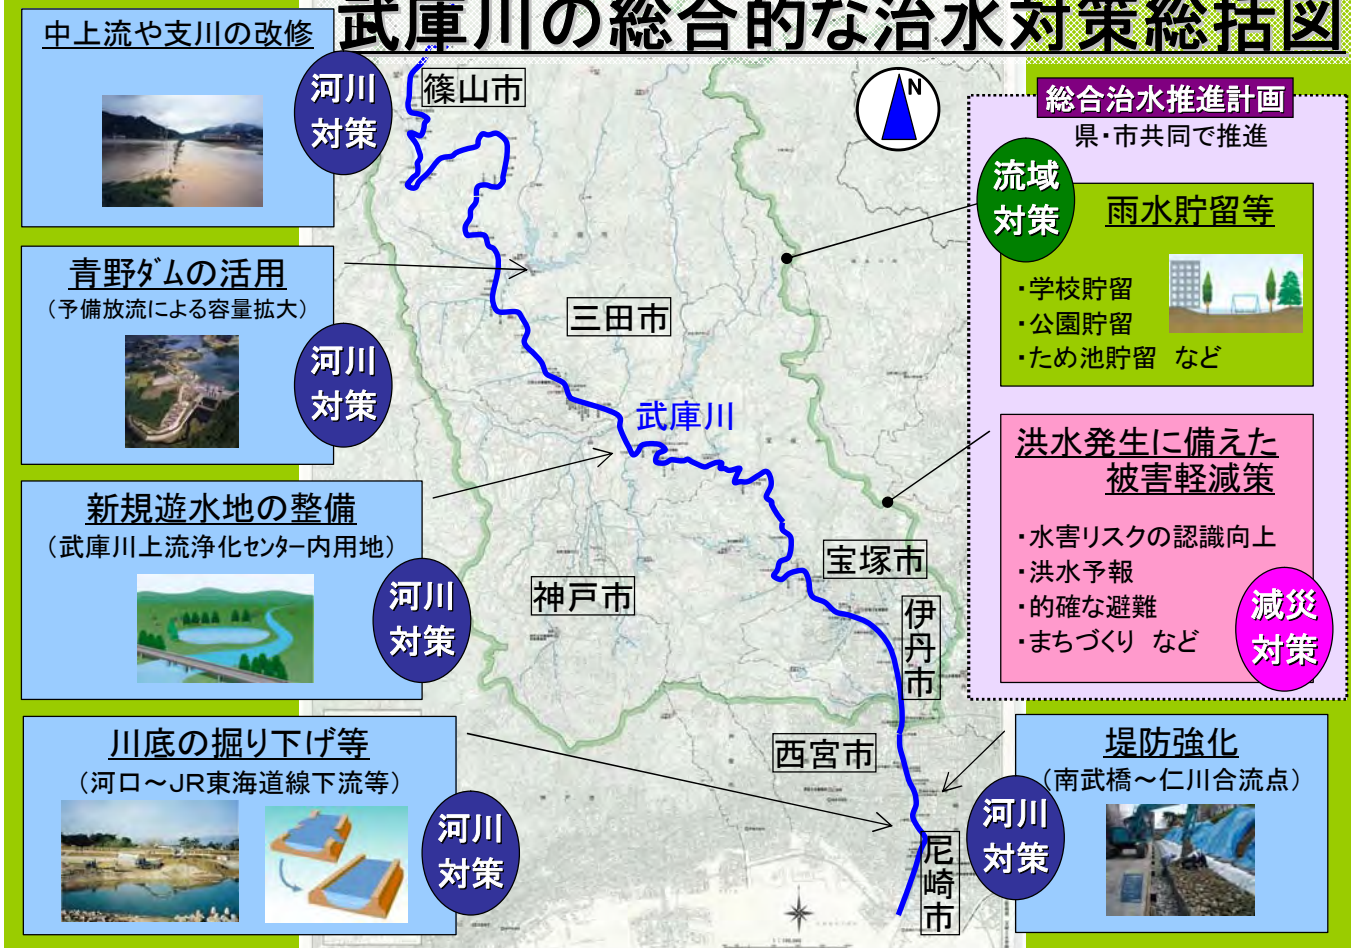 武庫川の総合的な治水対策総括図
中上流や支川の改修
河川
対策
青野ダムの活用
（予備放流による容量拡大）
河川
対策
新規遊水地の整備
（武庫川上流浄化センター内用地）
河川
対策
川底の掘り下げ等
（河口～JR東海道線下流等）
河川
対策
篠山市
三田市
武庫川
神戸市
宝塚市
伊丹市
西宮市
尼崎市
N
総合治水推進計画
県・市共同で推進
流域
対策
雨水貯留等
・学校貯留
・公園貯留
・ため池貯留 など
洪水発生に備えた
被害軽減策
・水害リスクの認識向上
・洪水予報
・的確な避難
・まちづくり など
減災
対策
堤防強化
（南武橋～仁川合流点）
河川
対策